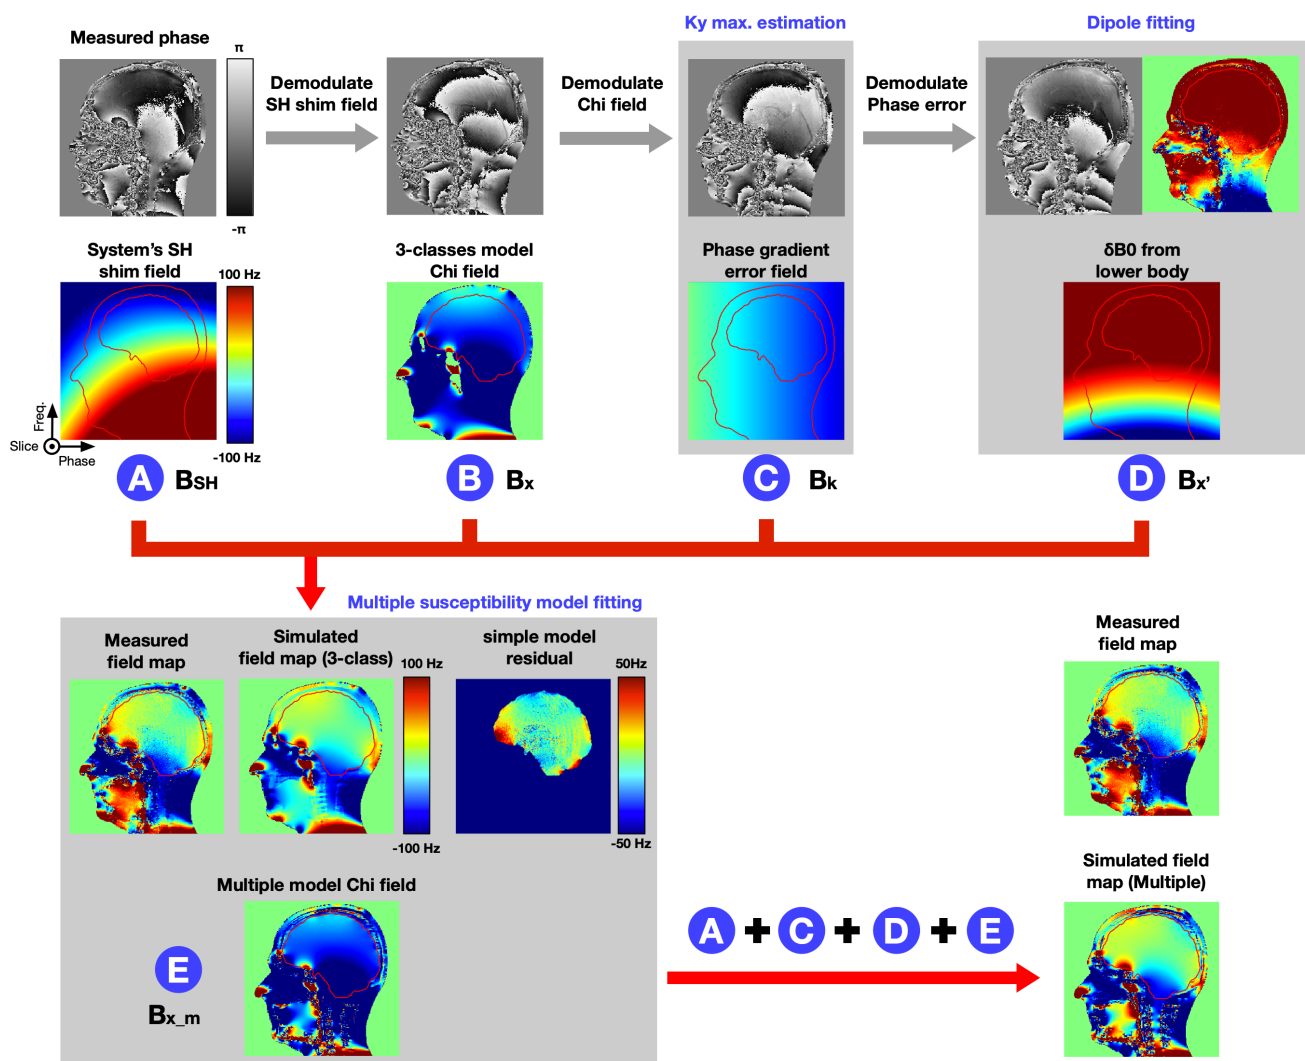 Ky max. estimation
Dipole fitting
Measured phase
π
-π
Demodulate
SH shim field
Demodulate
Chi field
Demodulate
Phase error
System's SH
shim field
100 Hz
-100 Hz
3-classes model
Chi field
Phase gradient
error field
δB0 from
lower body
Freq.
Slice
Phase
A BSH
B Bx
C Bk
D Bx'
Multiple susceptibility model fitting
Measured
field map
Simulated
field map (3-class)
100 Hz
-100 Hz
simple model
residual
50Hz
-50 Hz
Measured
field map
Multiple model Chi field
E
Bx_m
A + C + D + E
Simulated field
map (Multiple)